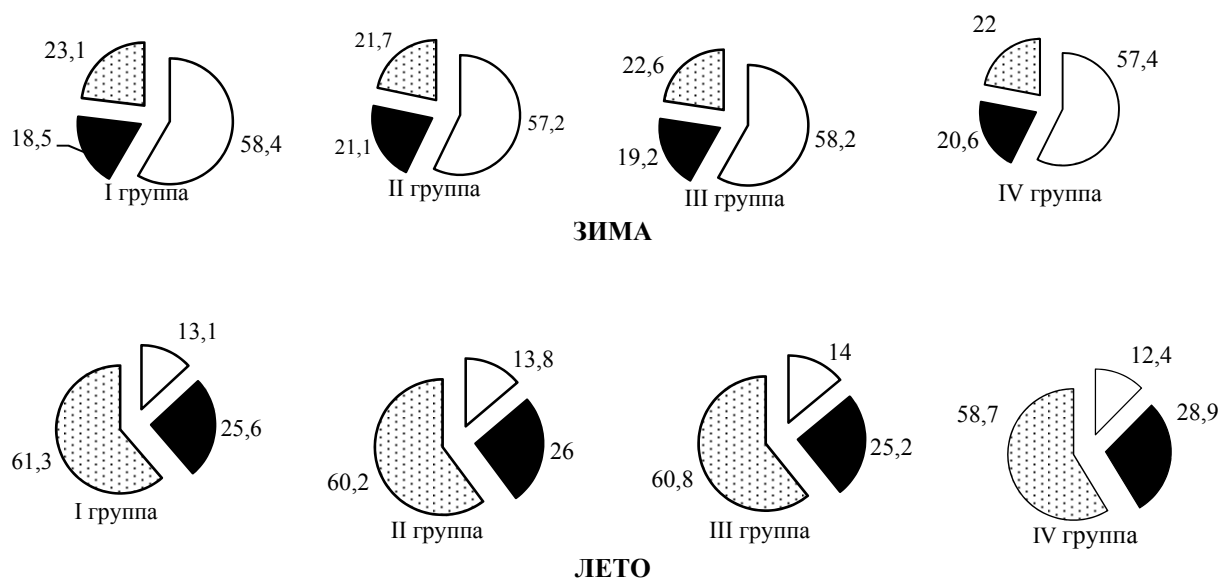 23,1
18,5
58,4
I группа
21,7
21,1
57,2
II группа
22,6
19,2
58,2
III группа
22
20,6
57,4
IV группа
ЗИМА
13,1
25,6
61,3
I группа
13,8
26
60,2
II группа
14
25,2
60,8
III группа
12,4
28,9
58,7
IV группа
ЛЕТО